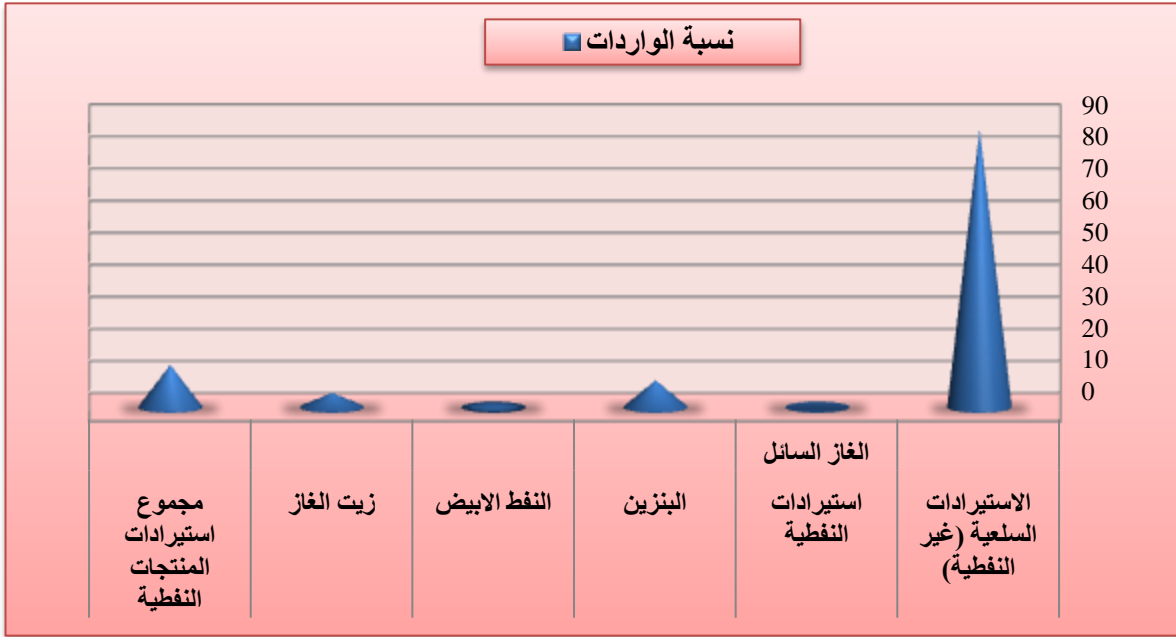 نسبة الواردات
90
80
70
60
50
40
30
20
10
0
الاستيرادات
السلعية (غير
النفطية)
الغاز السائل
استيرادات
النفطية
البنزين
النفط الابيض
زيت الغاز
مجموع
استيرادات
المنتجات
النفطية